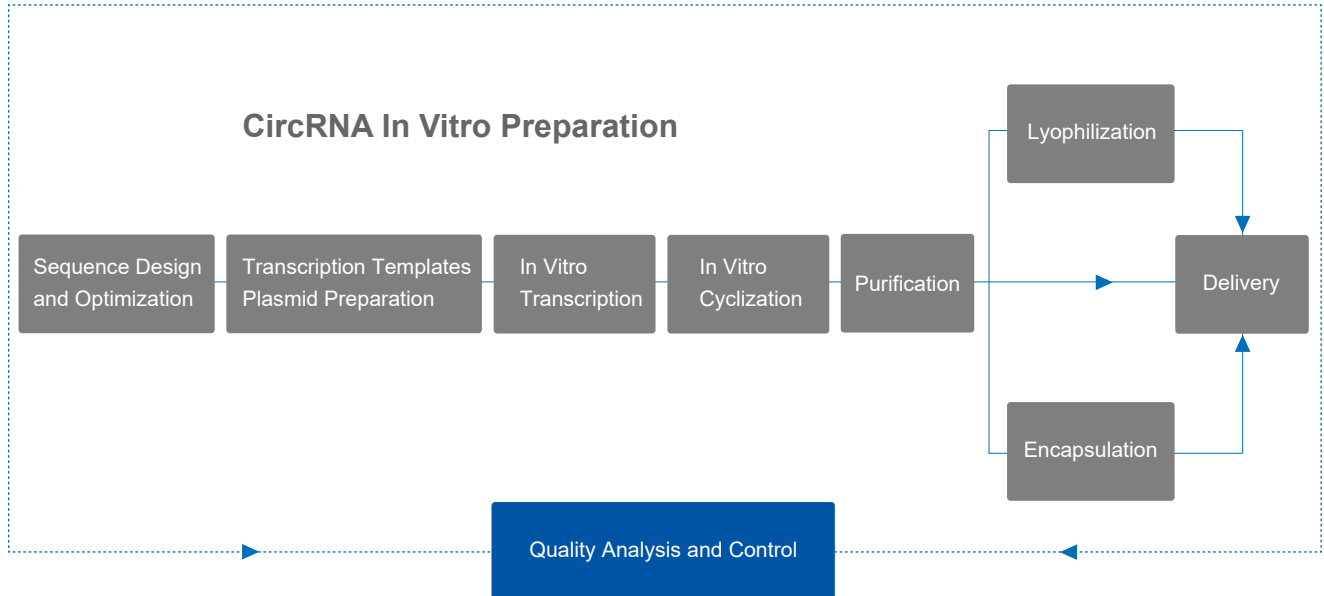 CircRNA In Vitro Preparation
Lyophilization
Sequence Design
and Optimization
Transcription Templates
Plasmid Preparation
In Vitro
Transcription
In Vitro
Cyclization
Purification
Delivery
Encapsulation
Quality Analysis and Control